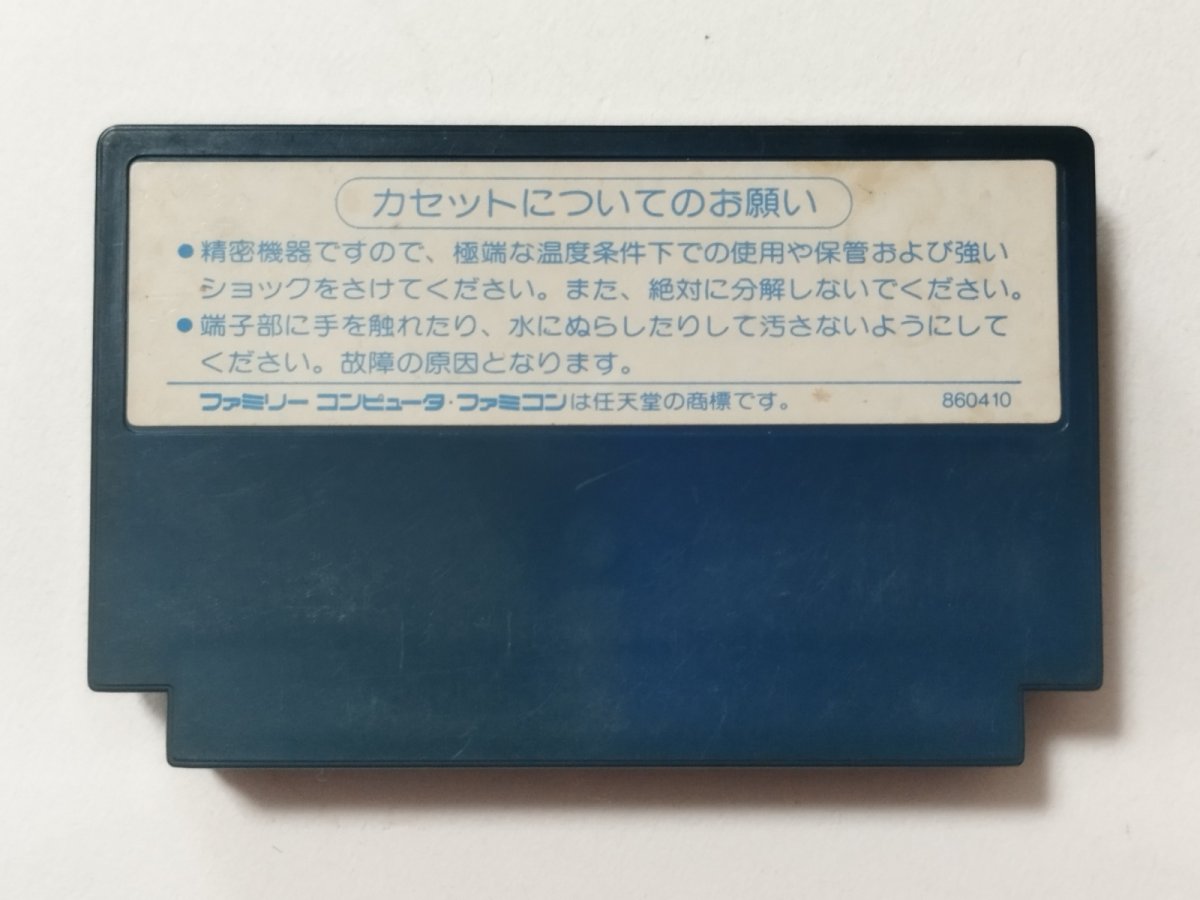 カセットについてのお願い
●精密機器ですので、極端な温度条件下での使用や保管および強い
ショックをさけてください。また、絶対に分解しないでください。
●端子部に手を触れたり、水にぬらしたりして汚さないようにして
ください。故障の原因となります。
ファミリー コンピュータ・ファミコンは任天堂の商標です。 860410